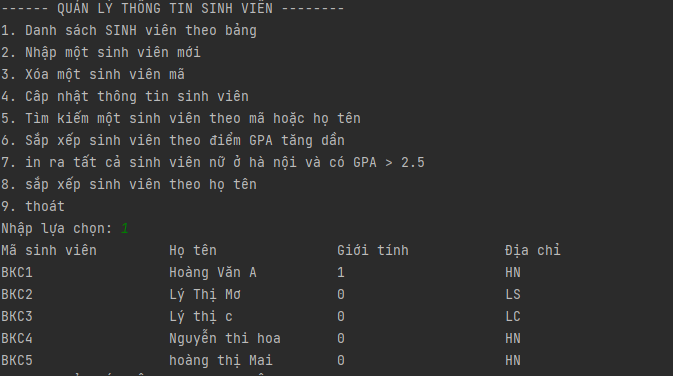 ------ QUẢN LÝ THÔNG TIN SINH VIÊN --------
1. Danh sách SINH viên theo bảng
2. Nhập một sinh viên mới
3. Xóa một sinh viên mã
4. Câp nhật thông tin sinh viên
5. Tìm kiếm một sinh viên theo mã hoặc họ tên
6. Sắp xếp sinh viên theo điểm GPA tăng dần
7. in ra tất cả sinh viên nữ ở hà nội và có GPA > 2.5
8. sắp xếp sinh viên theo họ tên
9. thoát
Nhập lựa chọn: 1
Mã sinh viên Họ tên Giới tính Địa chỉ
BKC1 Hoàng Văn A 1 HN
BKC2 Lý Thị Mơ 0 LS
BKC3 Lý thị c 0 LC
BKC4 Nguyễn thi hoa 0 HN
BKC5 hoàng thị Mai 0 HN